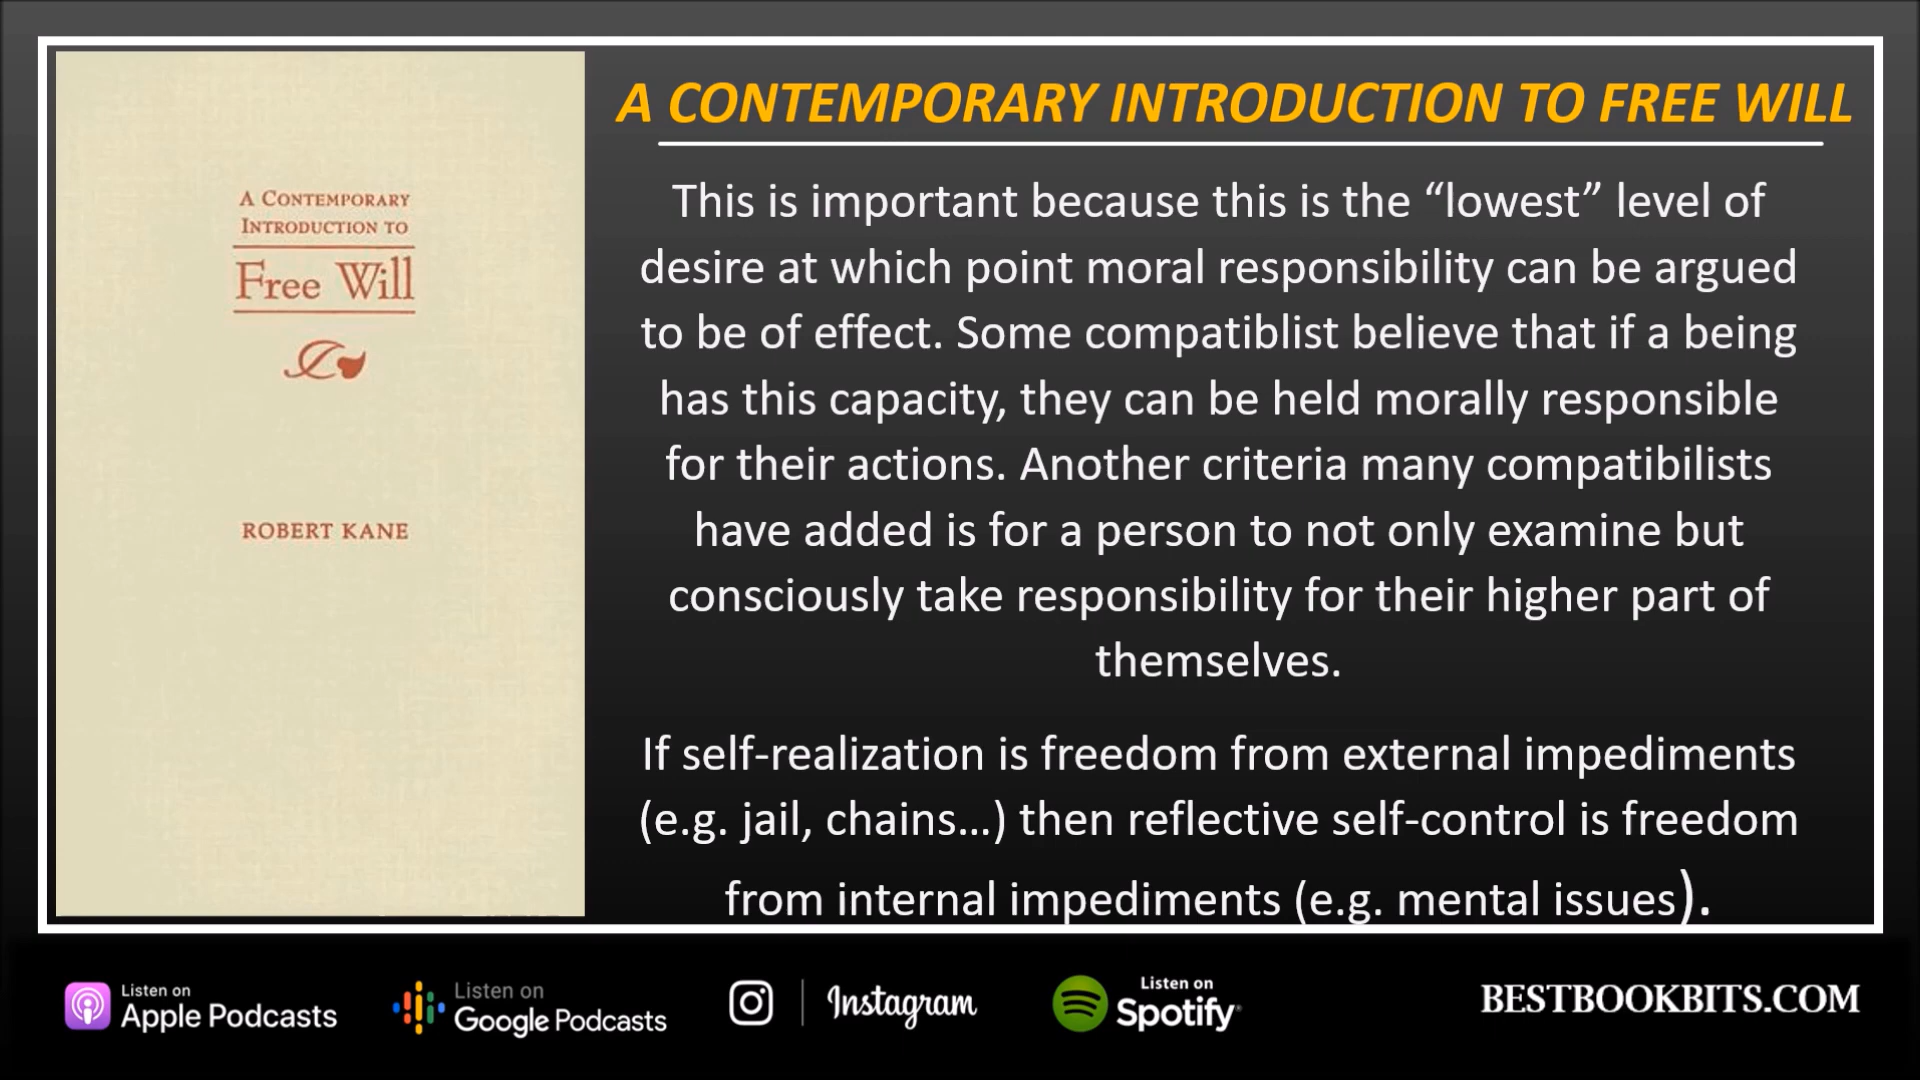 A CONTEMPORARY
INTRODUCTION TO
Free Will
ROBERT KANE
A CONTEMPORARY INTRODUCTION TO FREE WILL
This is important because this is the “lowest” level of
desire at which point moral responsibility can be argued
to be of effect. Some compatiblist believe that if a being
has this capacity, they can be held morally responsible
for their actions. Another criteria many compatibilists
have added is for a person to not only examine but
consciously take responsibility for their higher part of
themselves.
If self-realization is freedom from external impediments
(e.g. jail, chains...) then reflective self-control is freedom
from internal impediments (e.g. mental issues).
Listen on
Apple Podcasts
Listen on
Google Podcasts
Instagram
Listen on
Spotify
BESTBOOKBITS.COM